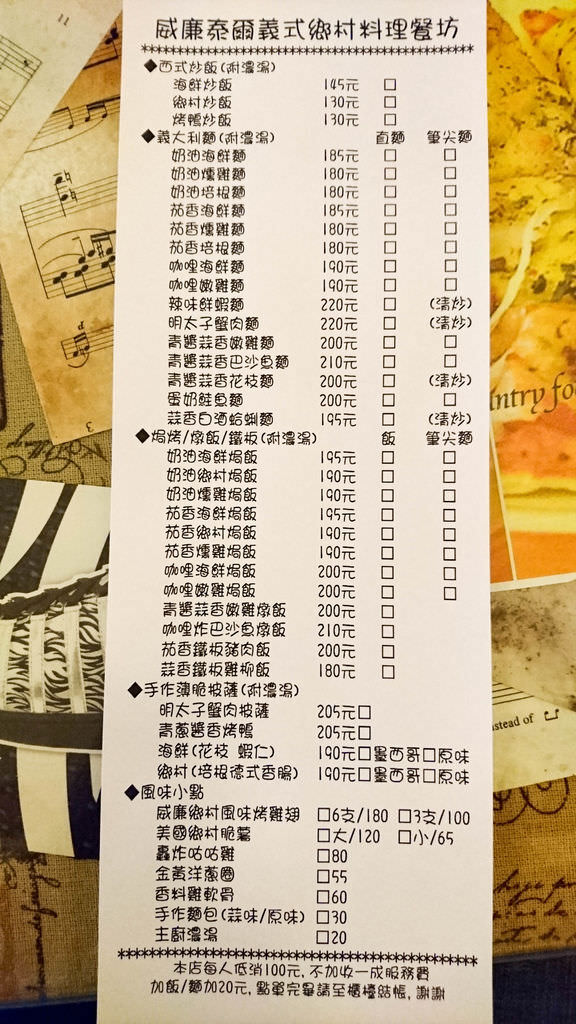 威廉泰爾義式鄉村料理餐坊
****************************************
◆西式炒飯(附濃湯)
海鮮炒飯 145元 □
鄉村炒飯 130元 □
烤鴨炒飯 130元 □
◆義大利麵(附濃湯) 直麵 筆尖麵
奶油海鮮麵 185元 □ □
奶油燻雞麵 180元 □ □
奶油培根麵 180元 □ □
茄香海鮮麵 185元 □ □
茄香燻雞麵 180元 □ □
茄香培根麵 180元 □ □
咖哩海鮮麵 190元 □ □
咖哩嫩雞麵 190元 □ □
辣味鮮蝦麵 220元 □ (清炒)
明太子蟹肉麵 220元 □ (清炒)
青醬蒜香嫩雞麵 200元 □ □
青醬蒜香巴沙魚麵 210元 □ □
青醬蒜香花枝麵 200元 □ (清炒)
蛋奶鮭魚麵 200元 □ □
蒜香白酒蛤蜊麵 195元 □ (清炒)
◆焗烤/燉飯/鐵板(附濃湯) 飯 筆尖麵
奶油海鮮焗飯 195元 □ □
奶油鄉村焗飯 190元 □ □
奶油燻雞焗飯 190元 □ □
茄香海鮮焗飯 195元 □ □
茄香鄉村焗飯 190元 □ □
茄香燻雞焗飯 190元 □ □
咖哩海鮮焗飯 200元 □ □
咖哩嫩雞焗飯 200元 □ □
青醬蒜香嫩雞燉飯 200元 □
咖哩炸巴沙魚燉飯 210元 □
茄香鐵板豬肉飯 200元 □
蒜香鐵板雞柳飯 180元 □
◆手作薄脆披薩(附濃湯)
明太子蟹肉披薩 205元□
青蔥醬香烤鴨 205元□
海鮮(花枝 蝦仁) 190元□墨西哥□原味
鄉村(培根德式香腸) 190元□墨西哥□原味
◆風味小點
威廉鄉村風味烤雞翅 □6支/180 □3支/100
美國鄉村脆薯 □大/120 □小/65
轟炸咕咕雞 □80
金黃洋蔥圈 □55
香料雞軟骨 □60
手作麵包(蒜味/原味) □30
主廚濃湯 □20
****************************************
本店每人低消100元, 不加收一成服務費
加飯/麵加20元, 點單完畢請至櫃檯結帳, 謝謝
ntry fo
nstead of